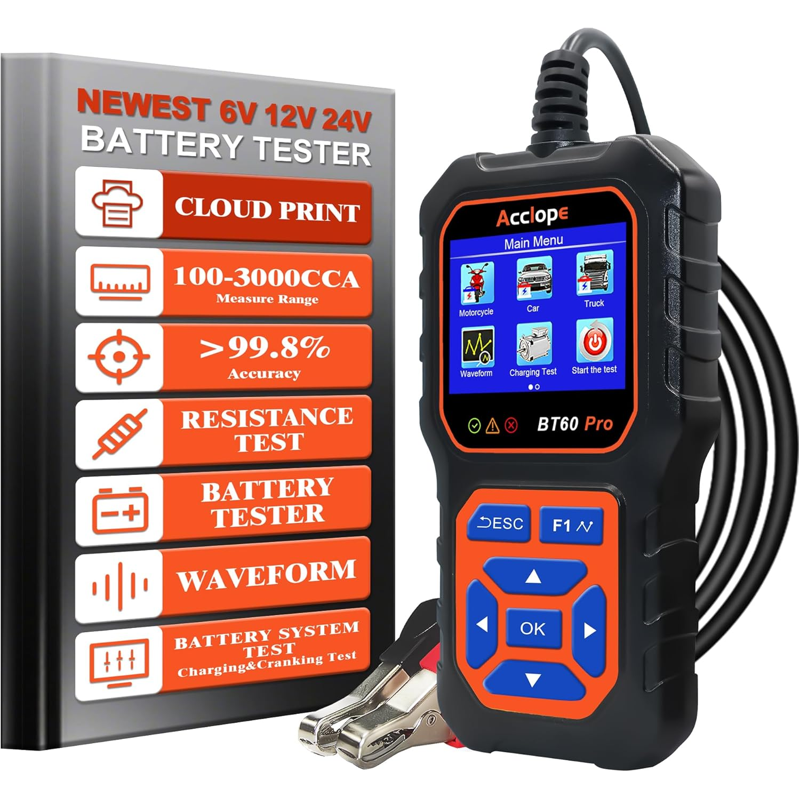 NEWEST 6V 12V 24V
BATTERY TESTER
CLOUD PRINT
100-3000CCA
Measure Range
>99.8%
Accuracy
RESISTANCE
TEST
BATTERY
TESTER
WAVEFORM
BATTERY SYSTEM
TEST
Charging&Cranking Test
Acclope
Main Menu
Motorcycle
Car
Truck
Waveform
Charging Test
Start the test
BT60 Pro
ESC
F1
OK